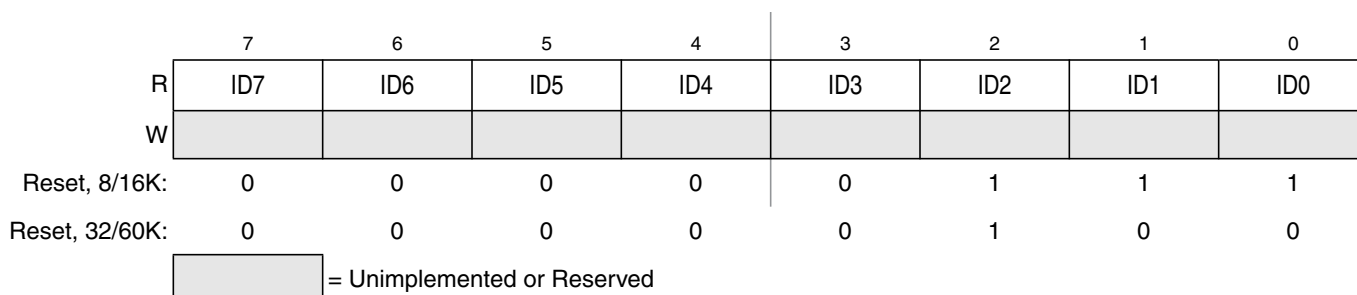 7 6 5 4 3 2 1 0
R ID7 ID6 ID5 ID4 ID3 ID2 ID1 ID0
W
Reset, 8/16K: 0 0 0 0 0 1 1 1
Reset, 32/60K: 0 0 0 0 0 1 0 0
= Unimplemented or Reserved